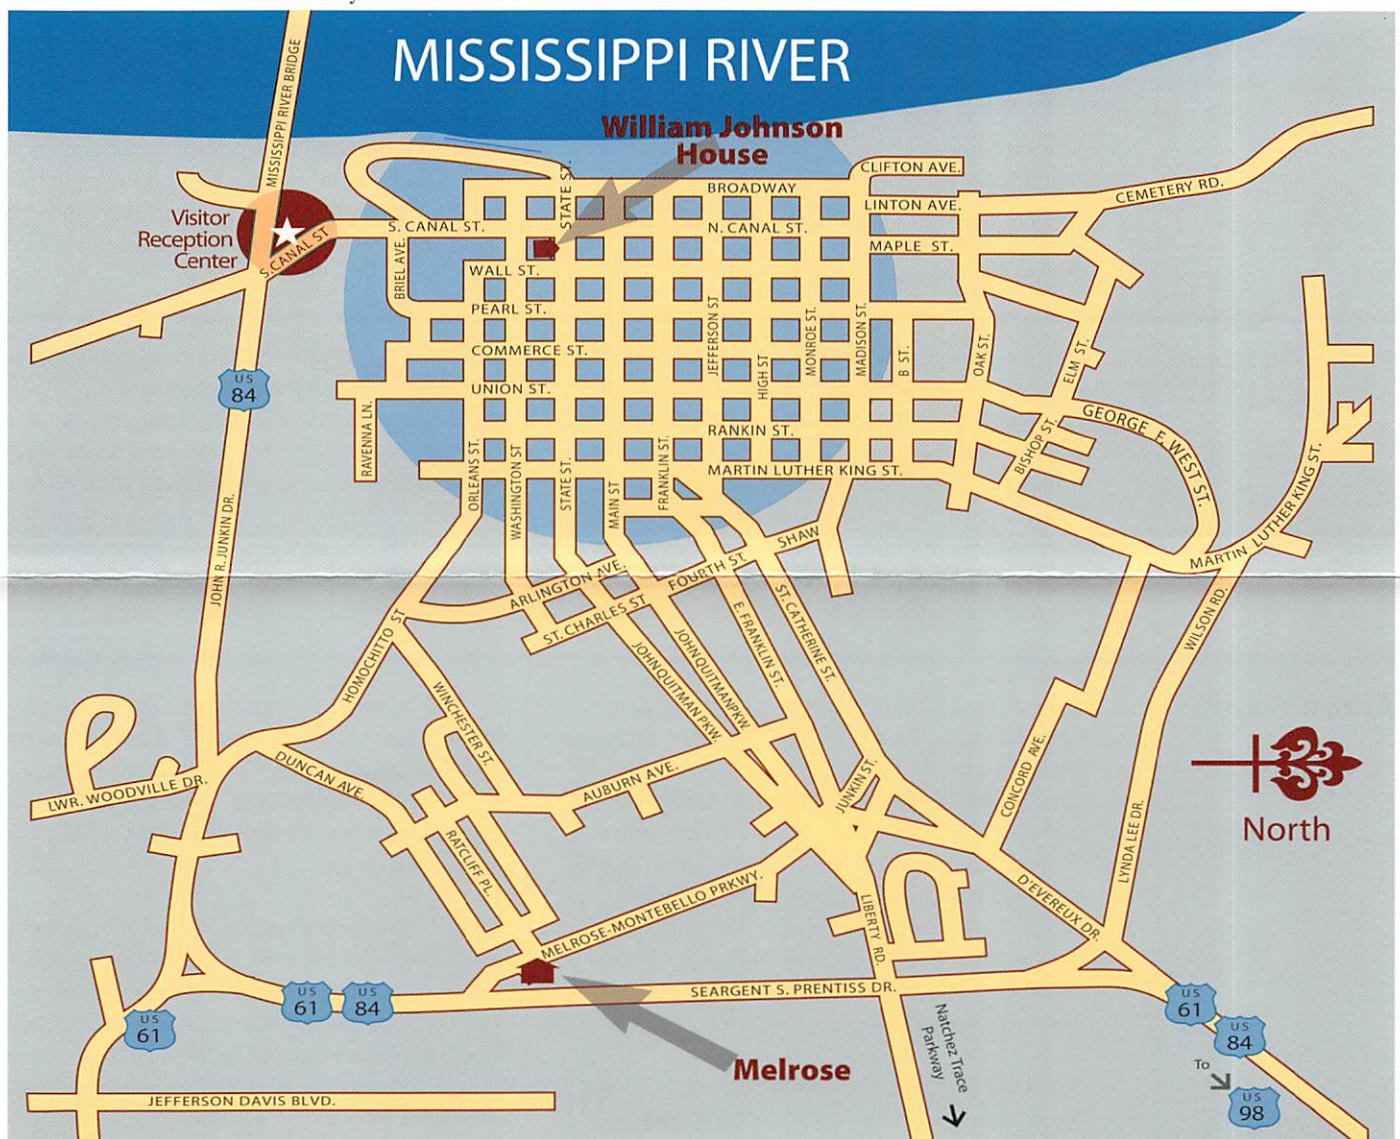 MISSISSIPPI RIVER
MISSISSIPPI RIVER BRIDGE
William Johnson
House
CLIFTON AVE.
BROADWAY
CEMETERY RD.
STATE ST.
LINTON AVE.
Visitor
Reception
Center
S. CANAL ST
S. CANAL ST.
N. CANAL ST.
MAPLE ST.
BRIEL AVE.
WALL ST.
PEARL ST.
JEFFERSON ST
HIGH ST
MONROE ST.
MADISON ST.
B ST.
OAK ST.
ELM ST.
COMMERCE ST.
UNION ST.
US
84
RAVENNA LN.
RANKIN ST.
GEORGE F. WEST ST.
BISHOP ST.
MARTIN LUTHER KING ST.
ORLEANS ST.
WASHINGTON ST
STATE ST.
MAIN ST
FRANKLIN ST.
MARTIN LUTHER KING ST.
SHAW
JOHN R. JUNKIN DR.
ARLINGTON AVE.
FOURTH ST.
ST. CHARLES ST
HOMOCHITTO ST
WINCHESTER ST.
JOHN QUITMAN PKW.
JOHN QUITMAN PKW.
E. FRANKLIN ST.
ST. CATHERINE ST.
WILSON RD.
LWR. WOODVILLE DR.
DUNCAN AVE.
AUBURN AVE.
JUNKIN ST.
CONCORD AVE.
LYNDA LEE DR.
North
RATCLIFF PL.
MELROSE-MONTEBELLO PRKWY.
LIBERTY RD.
D'EVEREUX DR.
SEARGENT S. PRENTISS DR.
US
61
US
61
US
84
US
61
US
84
To
US
98
Natchez Trace
Parkway
Melrose
JEFFERSON DAVIS BLVD.